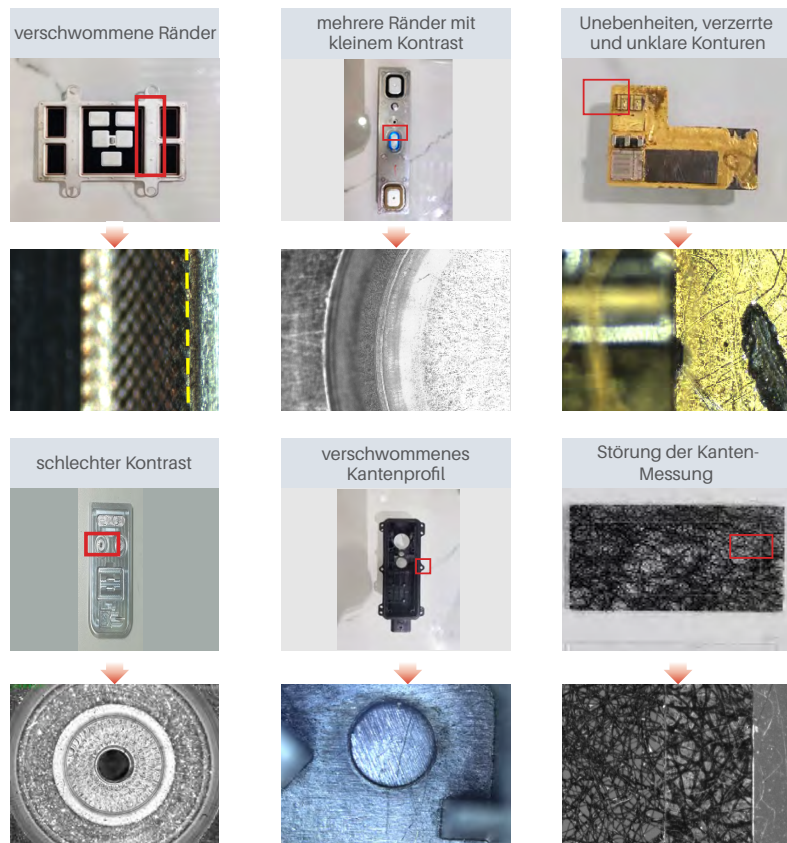 verschwommene Ränder
mehrere Ränder mit
kleinem Kontrast
Unebenheiten, verzerrte
und unklare Konturen
schlechter Kontrast
verschwommenes
Kantenprofil
Störung der Kanten-
Messung